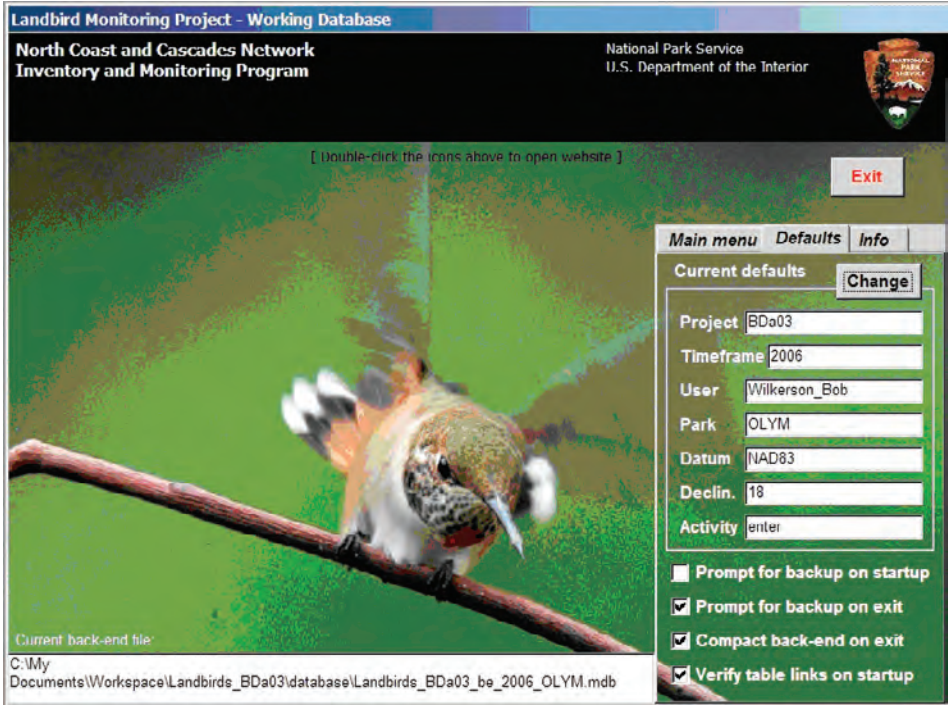 Landbird Monitoring Project - Working Database
North Coast and Cascades Network
Inventory and Monitoring Program
National Park Service
U.S. Department of the Interior
NATIONAL
PARK
SERVICE
[ Double-click the icons above to open website ]
Exit
Main menu Defaults Info
Current defaults
Change
Project BDa03
Timeframe 2006
User Wilkerson_Bob
Park OLYM
Datum NAD83
Declin. 18
Activity enter
Prompt for backup on startup
Prompt for backup on exit
Compact back-end on exit
Verify table links on startup
Current back-end file:
C:\My
Documents\Workspace\Landbirds_BDa03\database\Landbirds_BDa03_be_2006_OLYM.mdb